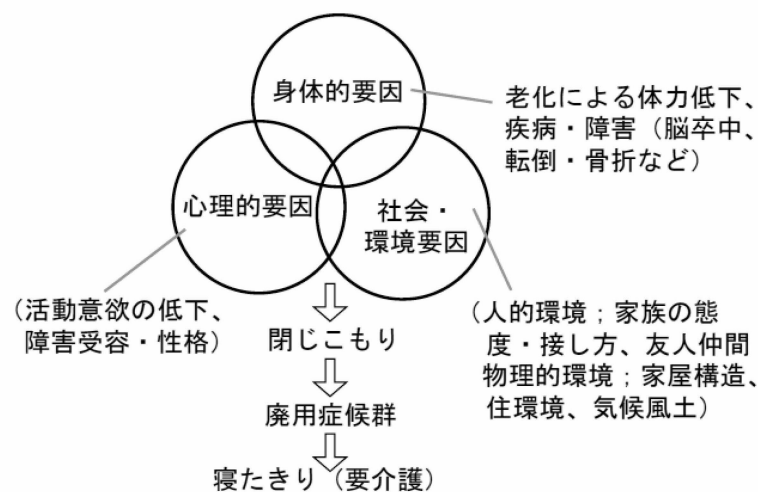 身体的要因
老化による体力低下、
疾病・障害（脳卒中、
転倒・骨折など）
心理的要因
社会・
環境要因
（活動意欲の低下、
障害受容・性格）
（人的環境；家族の態
度・接し方、友人仲間
物理的環境；家屋構造、
住環境、気候風土）
閉じこもり
廃用症候群
寝たきり（要介護）